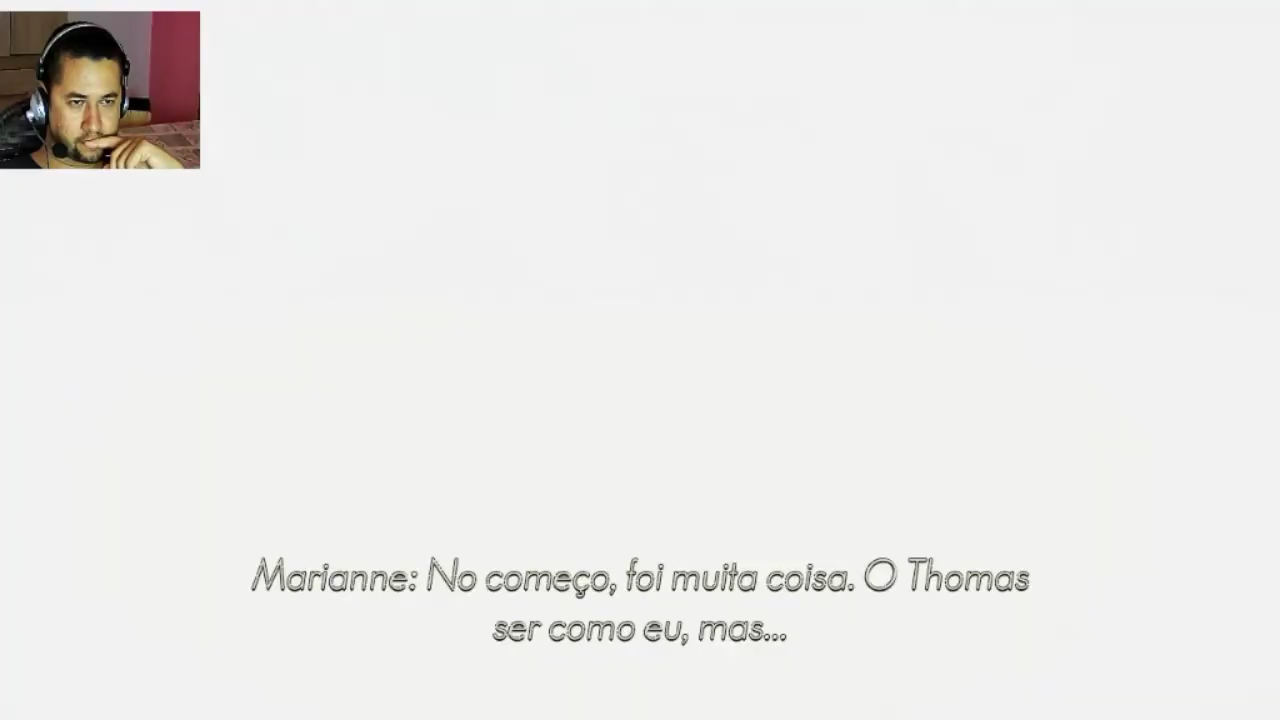 Marianne: No começo, foi muita coisa. O Thomas
ser como eu, mas...